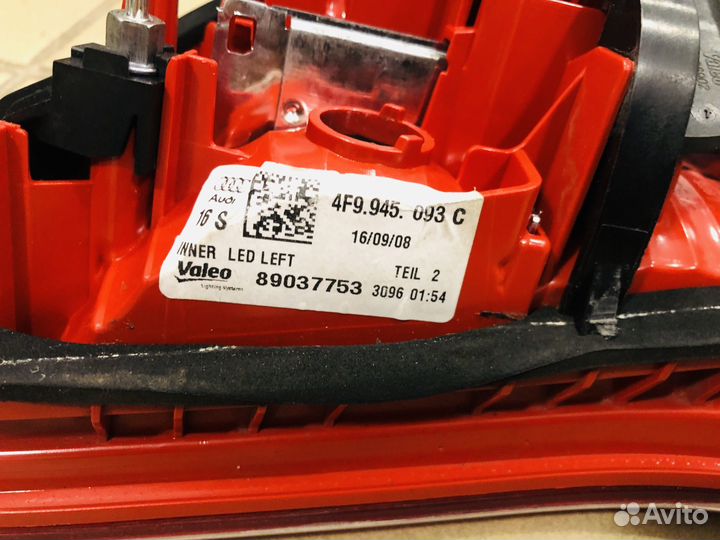 Audi
16 S
4F9.945. 093 C
16/09/08
INNER LED LEFT
TEIL 2
Valeo
Lighting Systems
89037753 3096 01:54
Avito